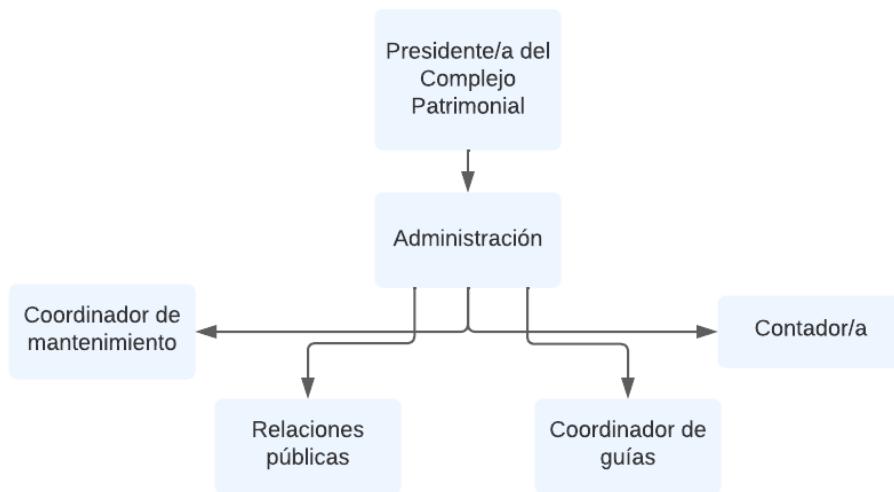 Presidente/a del
Complejo
Patrimonial
Administración
Coordinador de
mantenimiento
Contador/a
Relaciones
públicas
Coordinador de
guías